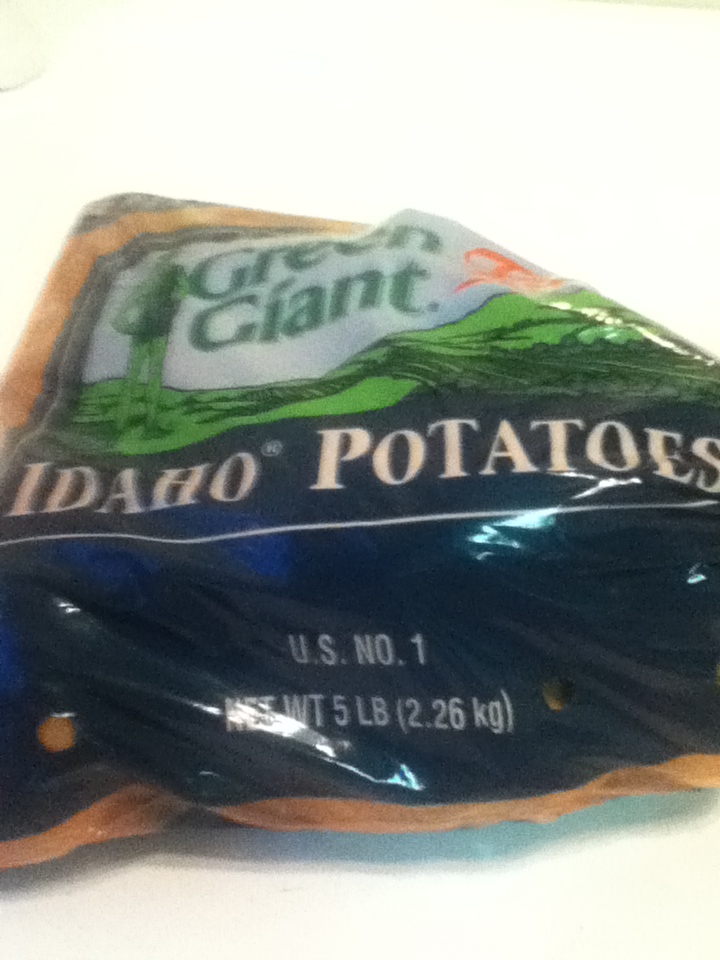 Green
Giant.
IDAHO® POTATOES
U.S. NO. 1
NET WT 5 LB (2.26 kg)